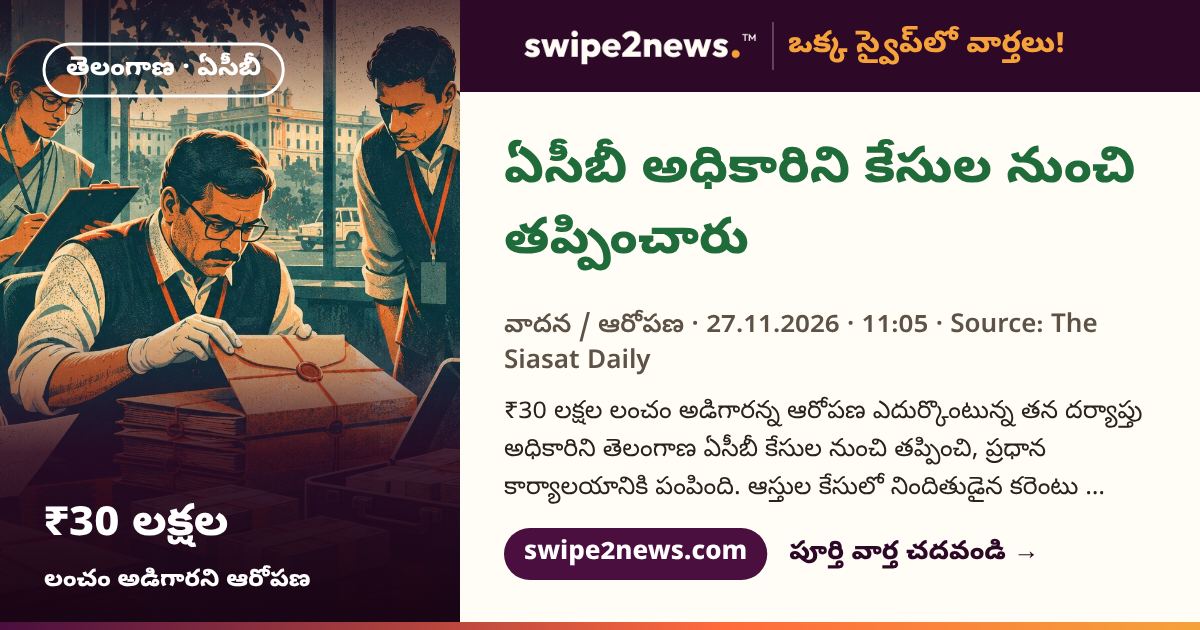 తెలంగాణ · ఏసీబీ
₹30 లక్షల
లంచం అడిగారని ఆరోపణ
swipe2news.™ ఒక్క స్వైప్‌లో వార్తలు!
ఏసీబీ అధికారిని కేసుల నుంచి
తప్పించారు
వాదన / ఆరోపణ · 27.11.2026 · 11:05 · Source: The
Siasat Daily
₹30 లక్షల లంచం అడిగారన్న ఆరోపణ ఎదుర్కొంటున్న తన దర్యాప్తు
అధికారిని తెలంగాణ ఏసీబీ కేసుల నుంచి తప్పించి, ప్రధాన
కార్యాలయానికి పంపింది. ఆస్తుల కేసులో నిందితుడైన కరెంటు ...
swipe2news.com పూర్తి వార్త చదవండి →